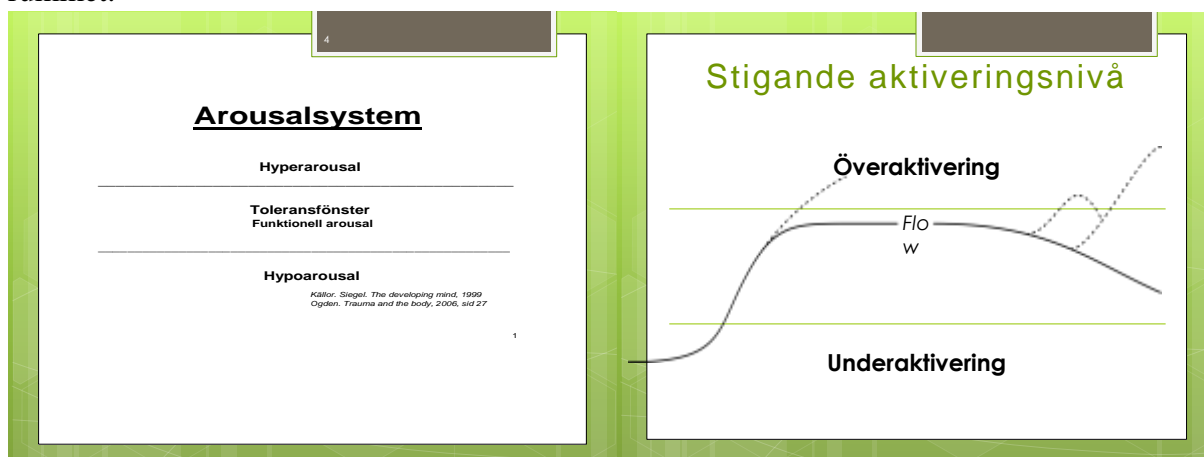 4
Arousalsystem
Hyperarousal
Toleransfönster
Funktionell arousal
Hypoarousal
Källor. Siegel. The developing mind, 1999
Ogden. Trauma and the body, 2006, sid 27
1
Stigande aktiveringsnivå
Överaktivering
Flo
w
Underaktivering